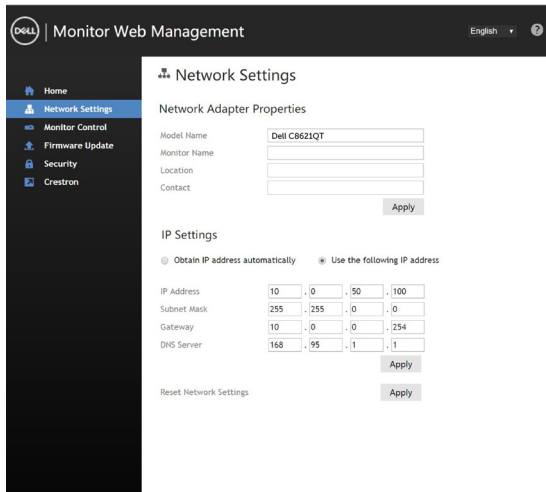 DELL | Monitor Web Management
English
?
Home
Network Settings
Monitor Control
Firmware Update
Security
Crestron
Network Settings
Network Adapter Properties
Model Name Dell C8621QT
Monitor Name
Location
Contact
Apply
IP Settings
Obtain IP address automatically Use the following IP address
IP Address 10 . 0 . 50 . 100
Subnet Mask 255 . 255 . 0 . 0
Gateway 10 . 0 . 0 . 254
DNS Server 168 . 95 . 1 . 1
Apply
Reset Network Settings Apply